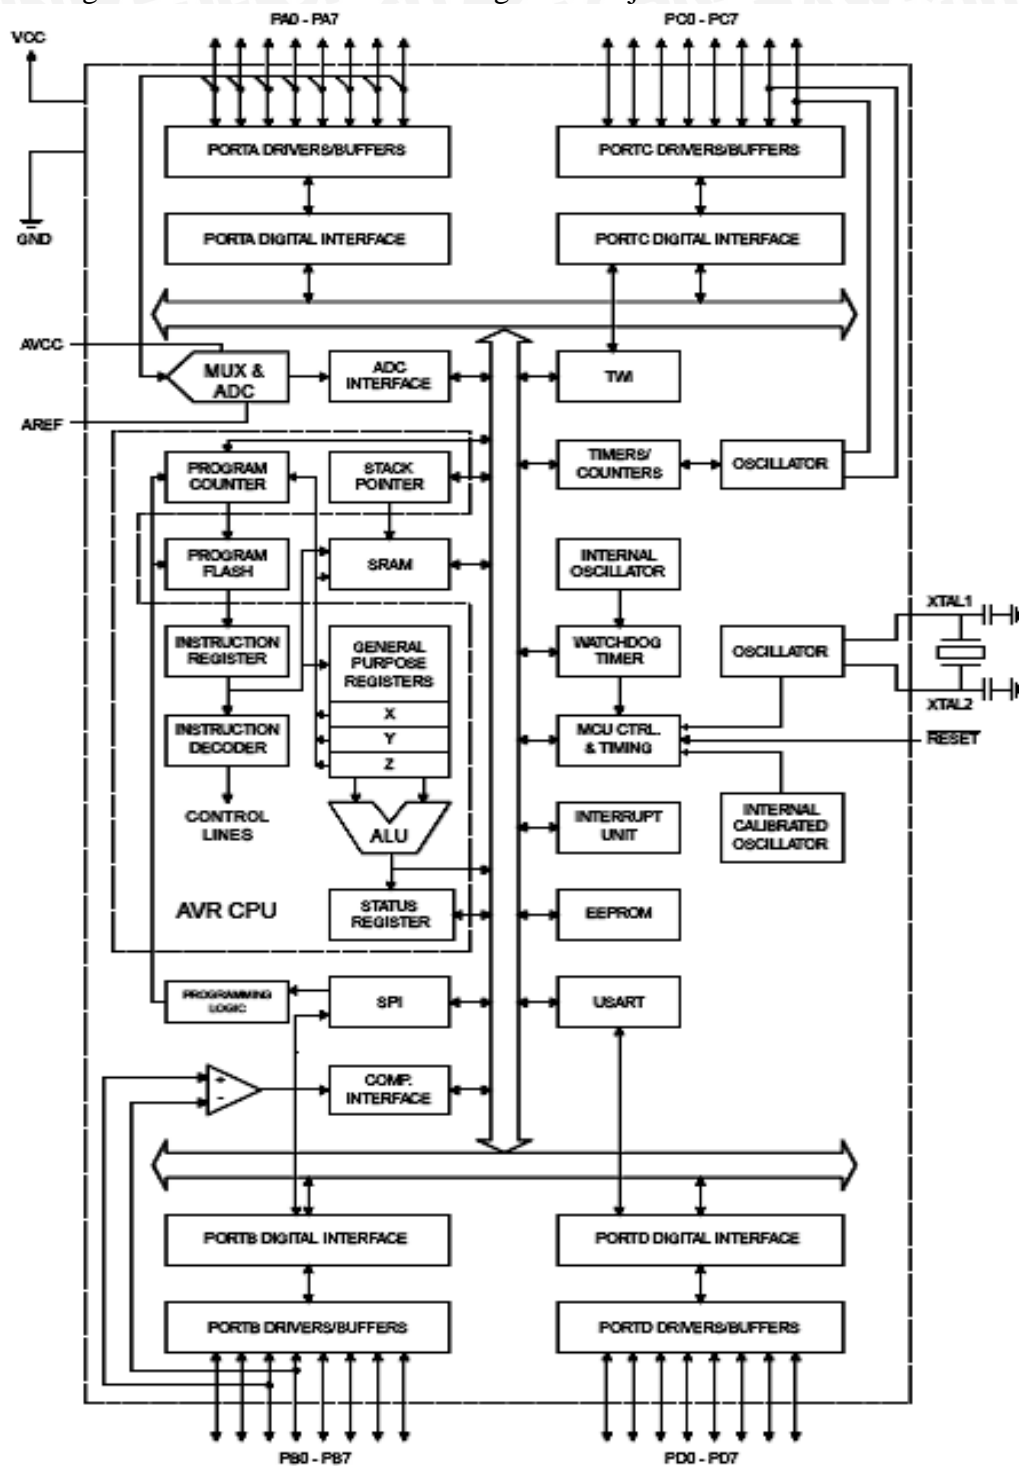 PA0 - PA7
PC0 - PC7
VCC
PORTA DRIVERS/BUFFERS
PORTC DRIVERS/BUFFERS
GND
PORTA DIGITAL INTERFACE
PORTC DIGITAL INTERFACE
AVCC
MUX &
ADC
ADC
INTERFACE
TWI
AREF
PROGRAM
COUNTER
STACK
POINTER
TIMERS/
COUNTERS
OSCILLATOR
PROGRAM
FLASH
SRAM
INTERNAL
OSCILLATOR
XTAL1
INSTRUCTION
REGISTER
GENERAL
PURPOSE
REGISTERS
WATCHDOG
TIMER
OSCILLATOR
XTAL2
X
INSTRUCTION
DECODER
Y
MCU CTRL.
& TIMING
RESET
Z
CONTROL
LINES
ALU
INTERRUPT
UNIT
INTERNAL
CALIBRATED
OSCILLATOR
AVR CPU
STATUS
REGISTER
EEPROM
PROGRAMMING
LOGIC
SPI
USART
+
-
COMP.
INTERFACE
PORTB DIGITAL INTERFACE
PORTD DIGITAL INTERFACE
PORTB DRIVERS/BUFFERS
PORTD DRIVERS/BUFFERS
PB0 - PB7
PD0 - PD7